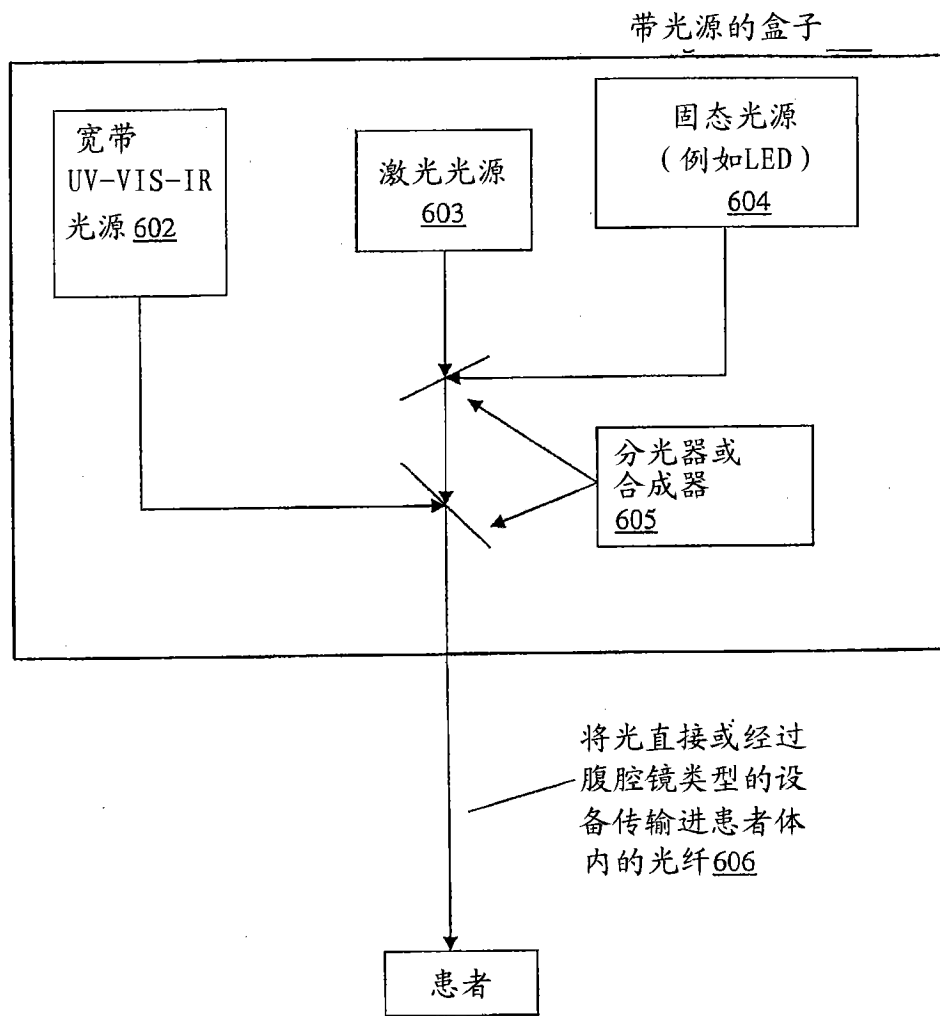 带光源的盒子
宽带
UV-VIS-IR
光源 602
激光光源
603
固态光源
(例如LED)
604
分光器或
合成器
605
将光直接或经过
腹腔镜类型的设
备传输进患者体
内的光纤606
患者